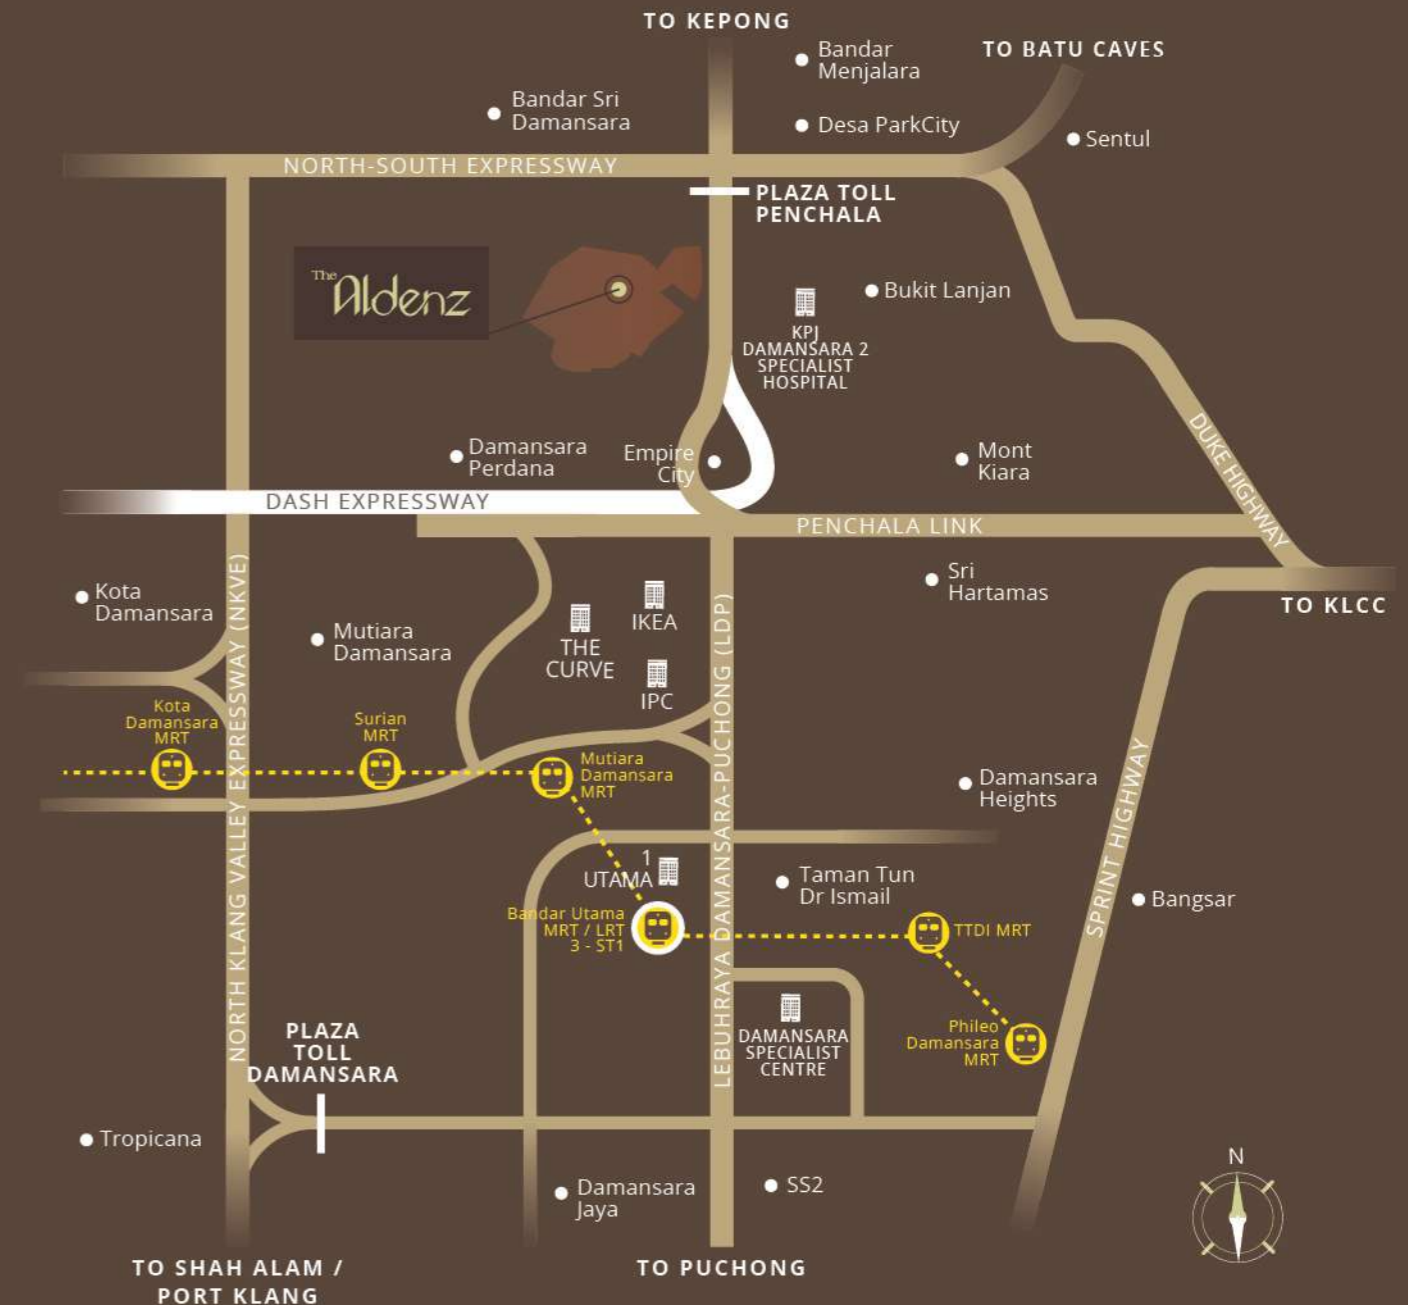 TO KEPONG
Bandar
Menjalara
TO BATU CAVES
Bandar Sri
Damansara
Desa ParkCity
Sentul
NORTH-SOUTH EXPRESSWAY
PLAZA TOLL
PENCHALA
The
Aldenz
Bukit Lanjan
KPJ
DAMANSARA 2
SPECIALIST
HOSPITAL
Damansara
Perdana
Empire
City
Mont
Kiara
DUKE HIGHWAY
DASH EXPRESSWAY
PENCHALA LINK
Kota
Damansara
NORTH KLANG VALLEY EXPRESSWAY (NKVE)
Mutiara
Damansara
THE
CURVE
IKEA
IPC
LEBUHRAYA DAMANSARA-PUCHONG (LDP)
Sri
Hartamas
TO KLCC
Kota
Damansara
MRT
Surian
MRT
Mutiara
Damansara
MRT
Damansara
Heights
SPRINT HIGHWAY
1
UTAMA
Taman Tun
Dr Ismail
Bangsar
Bandar Utama
MRT / LRT
3 - ST1
TTDI MRT
PLAZA
TOLL
DAMANSARA
DAMANSARA
SPECIALIST
CENTRE
Phileo
Damansara
MRT
Tropicana
Damansara
Jaya
SS2
N
TO SHAH ALAM /
PORT KLANG
TO PUCHONG